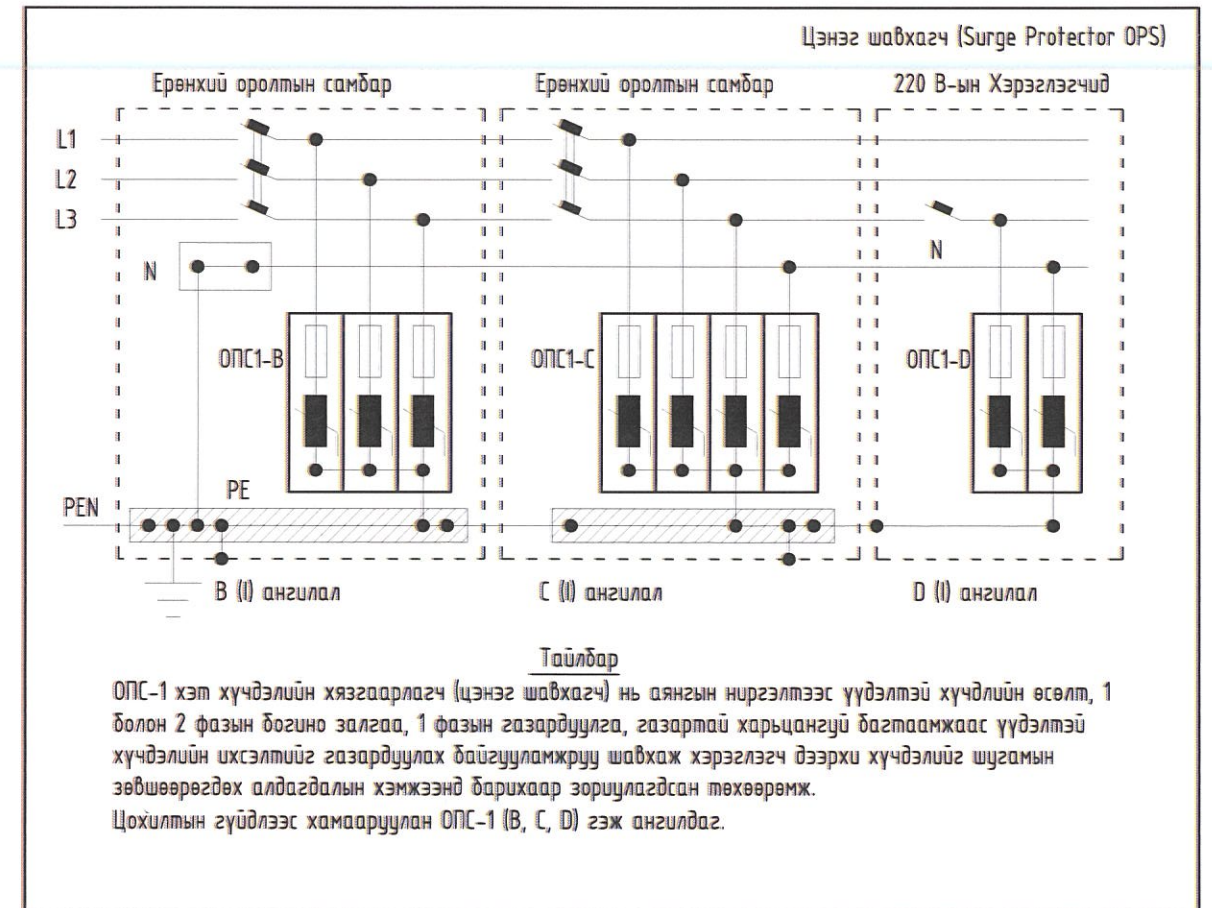 Цэнэг шавхагч (Surge Protector OPS)
Ерөнхий оролтын самбар
Ерөнхий оролтын самбар
220 В-ын Хэрэглэгчид
L1
L2
L3
N
N
ОПС1-B
ОПС1-C
ОПС1-D
PE
PEN
B (I) ангилал
C (I) ангилал
D (I) ангилал
Тайлбар
ОПС-1 хэт хүчдэлийн хязгаарлагч (цэнэг шавхагч) нь аянгын ниргэлтээс үүдэлтэй хүчдлийн өсөлт, 1
болон 2 фазын богино залгаа, 1 фазын газардуулга, газартай харьцангуй багтаамжаас үүдэлтэй
хүчдэлийн ихсэлтийг газардуулах байгууламжруу шавхаж хэрэглэгч дээрхи хүчдэлийг шугамын
зөвшөөрөгдөх алдагдалын хэмжээнд барихаар зориулагдсан төхөөрөмж.
Цохилтын гүйдлээс хамааруулан ОПС-1 (B, C, D) гэж ангилдаг.